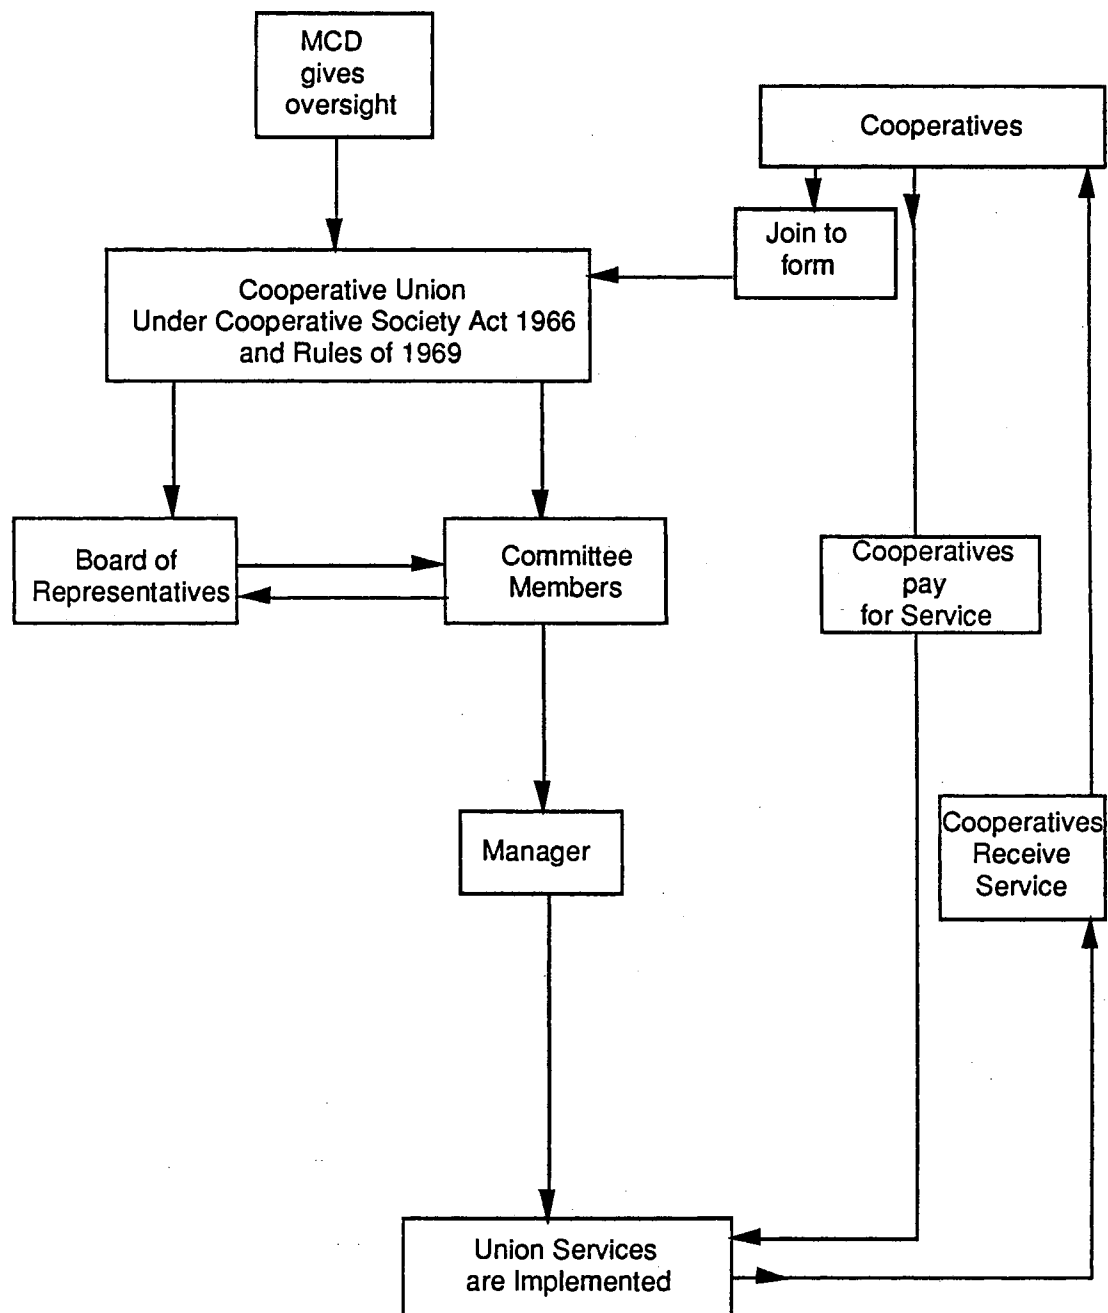 MCD
gives
oversight
Cooperatives
Join to
form
Cooperative Union
Under Cooperative Society Act 1966
and Rules of 1969
Board of
Representatives
Committee
Members
Cooperatives
pay
for Service
Manager
Cooperatives
Receive
Service
Union Services
are Implemented